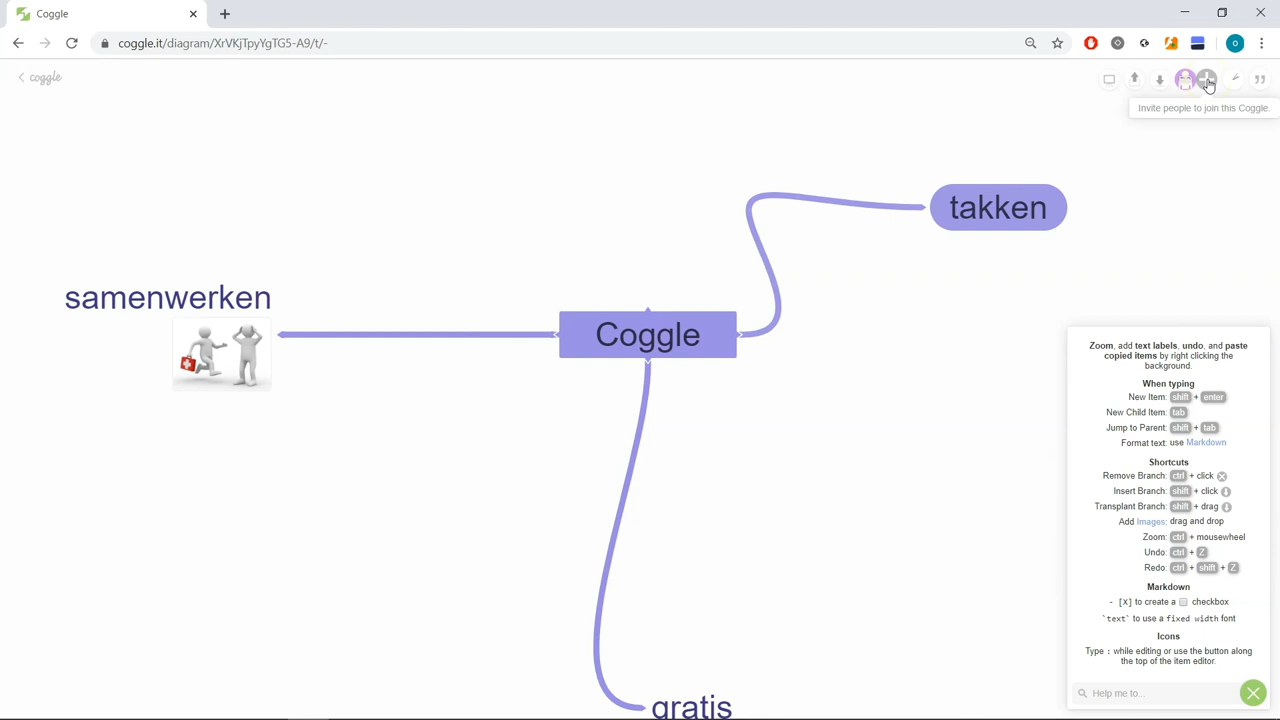 Coggle
coggle.it/diagram/XrVKjTpyYgTG5-A9/t/-
o
coggle
Invite people to join this Coggle.
takken
samenwerken
Coggle
gratis
Zoom, add text labels, undo, and paste
copied items by right clicking the
background.
When typing
New Item: shift + enter
New Child Item: tab
Jump to Parent: shift + tab
Format text: use Markdown
Shortcuts
Remove Branch: ctrl + click
Insert Branch: shift + click
Transplant Branch: shift + drag
Add Images: drag and drop
Zoom: ctrl + mousewheel
Undo: ctrl + Z
Redo: ctrl + shift + Z
Markdown
- [X] to create a checkbox
`text` to use a fixed width font
Icons
Type : while editing or use the button along
the top of the item editor.
Help me to...